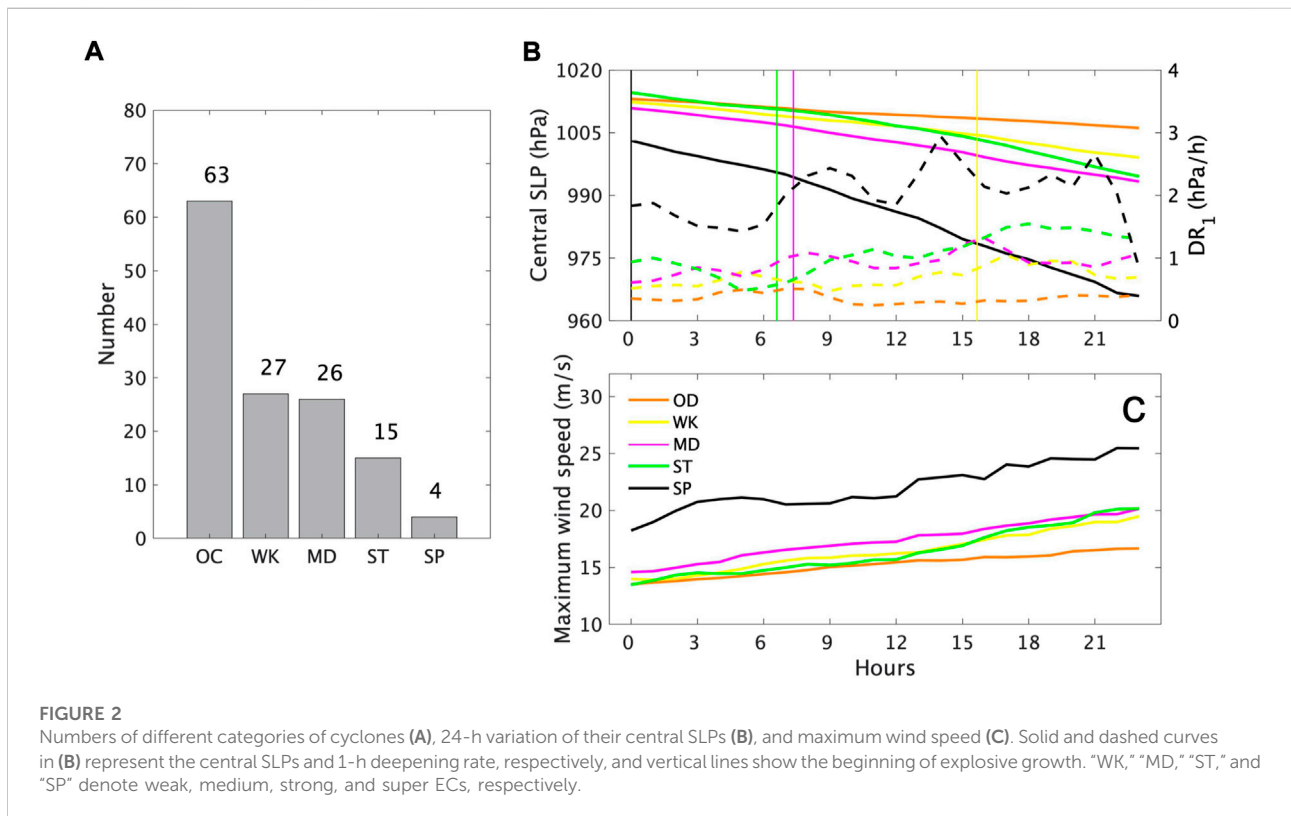 A
Number
80
70
60
50
40
30
20
10
0
63
27
26
15
4
OC WK MD ST SP
B
Central SLP (hPa)
1020
1005
990
975
960
4
3
2
1
0
DR1 (hPa/h)
0 3 6 9 12 15 18 21
C
Maximum wind speed (m/s)
30
25
20
15
10
OD
WK
MD
ST
SP
0 3 6 9 12 15 18 21
Hours
FIGURE 2
Numbers of different categories of cyclones (A), 24-h variation of their central SLPs (B), and maximum wind speed (C). Solid and dashed curves
in (B) represent the central SLPs and 1-h deepening rate, respectively, and vertical lines show the beginning of explosive growth. “WK,” “MD,” “ST,” and
“SP” denote weak, medium, strong, and super ECs, respectively.